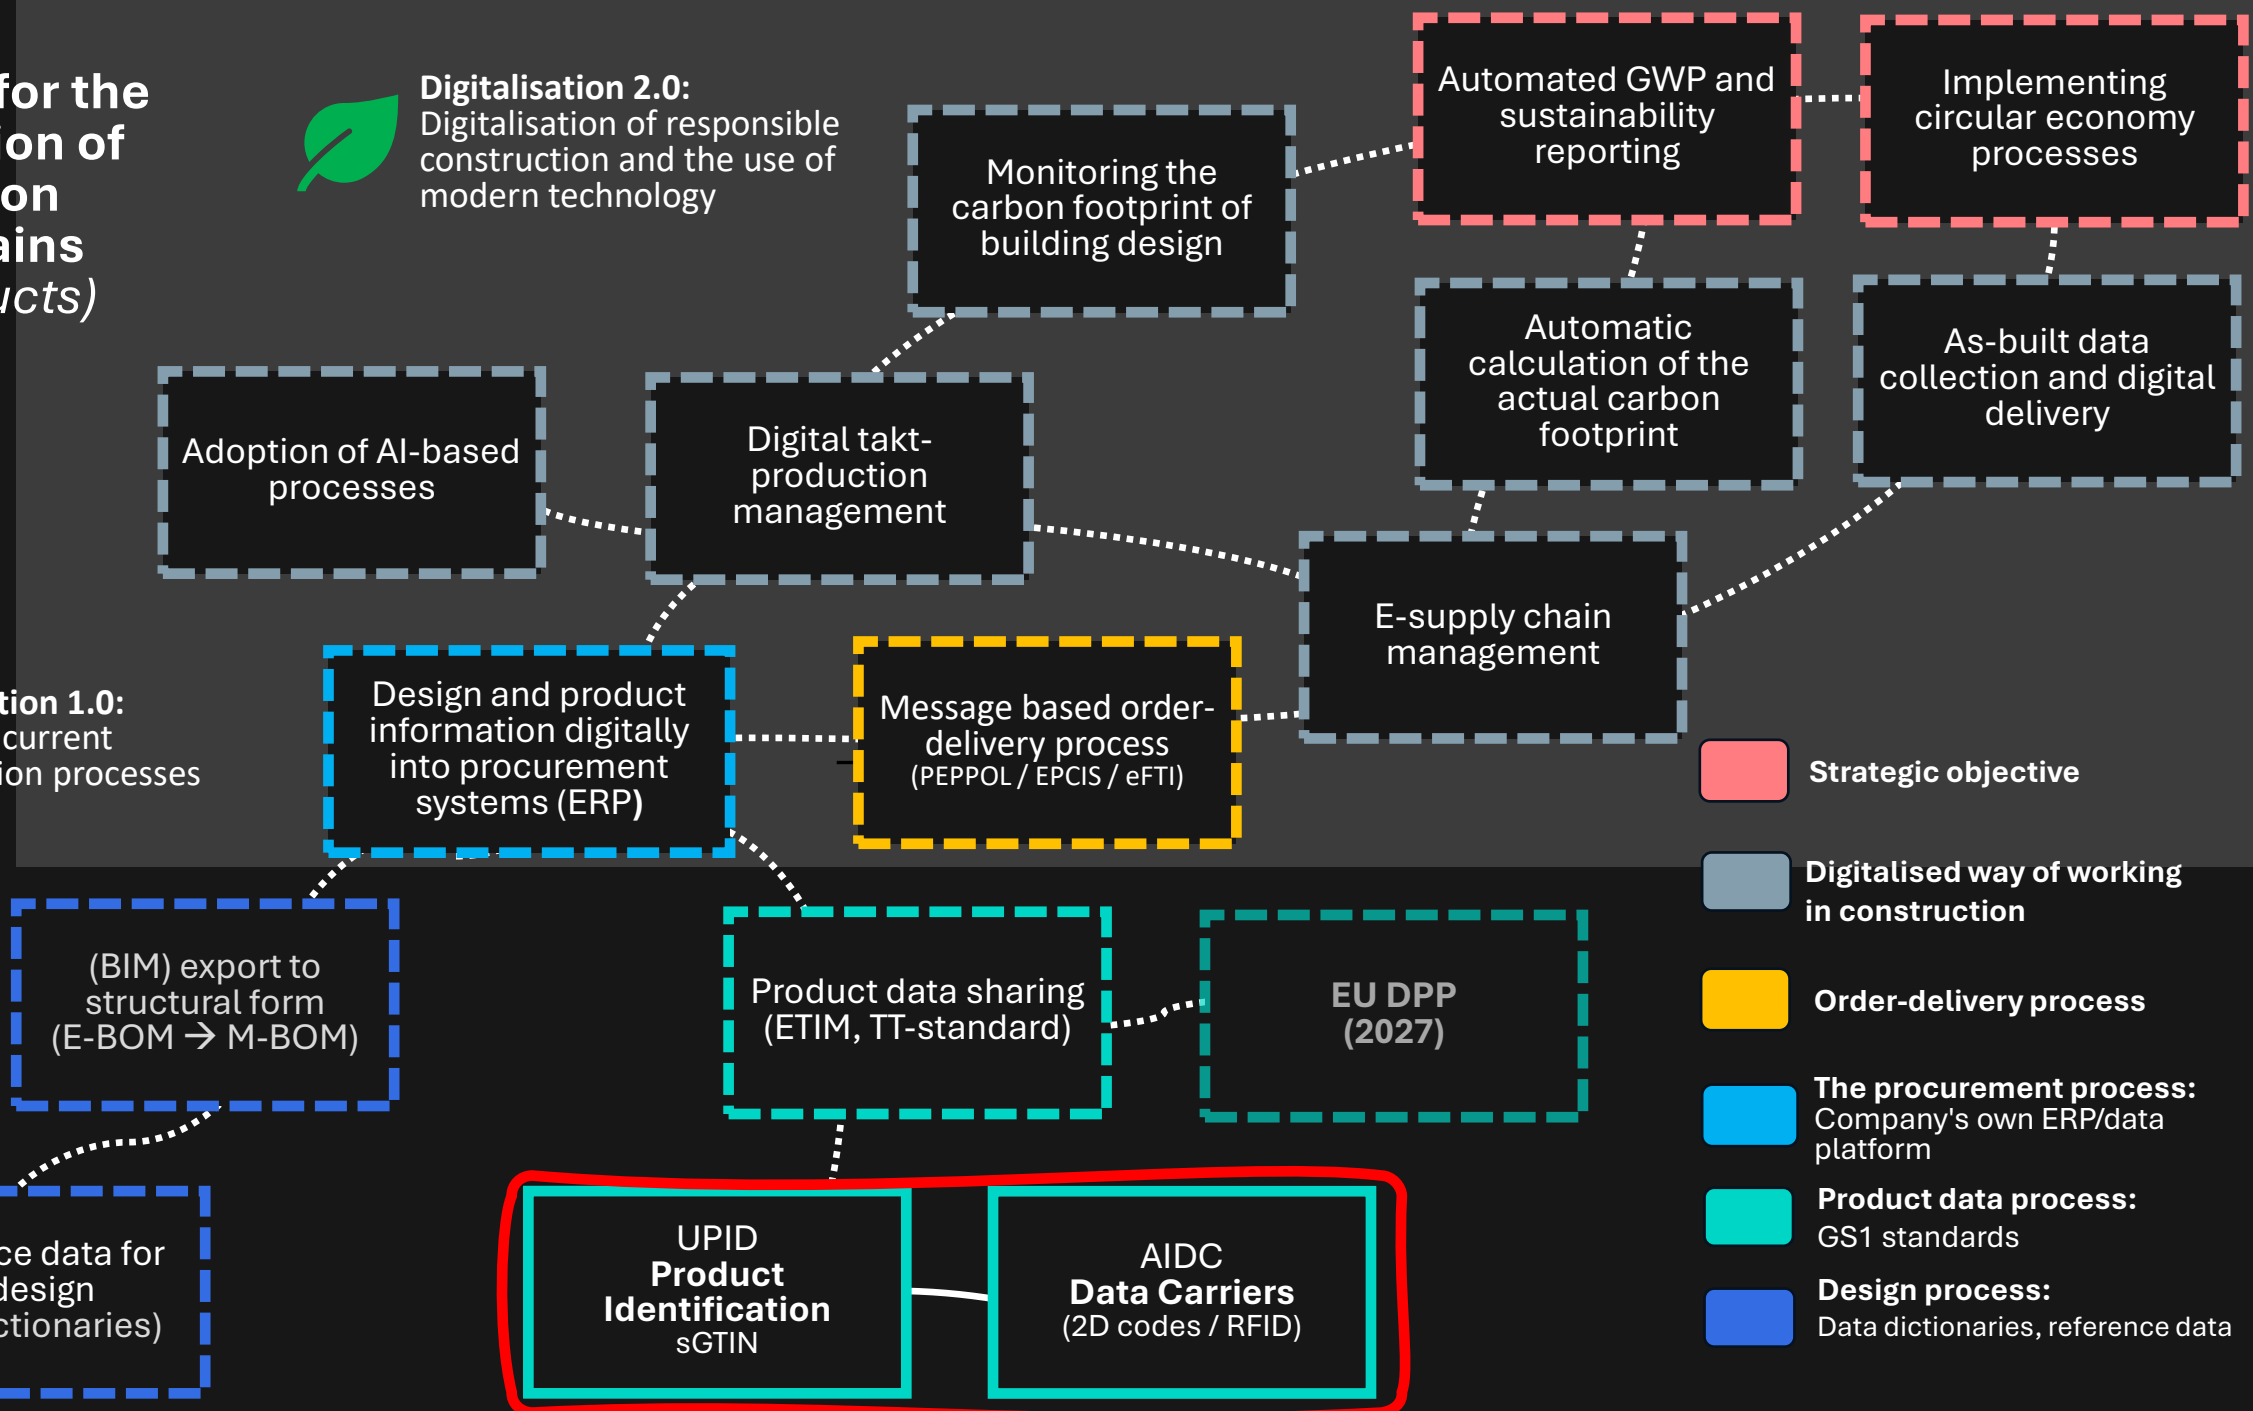 for the
ion of
on
ains
ucts)
Digitalisation 2.0:
Digitalisation of responsible
construction and the use of
modern technology
Automated GWP and
sustainability
reporting
Implementing
circular economy
processes
Monitoring the
carbon footprint of
building design
Automatic
calculation of the
actual carbon
footprint
As-built data
collection and digital
delivery
Adoption of AI-based
processes
Digital takt-
production
management
E-supply chain
management
tion 1.0:
current
ion processes
Design and product
information digitally
into procurement
systems (ERP)
Message based order-
delivery process
(PEPPOL / EPCIS / eFTI)
(BIM) export to
structural form
(E-BOM → M-BOM)
Product data sharing
(ETIM, TT-standard)
EU DPP
(2027)
ce data for
design
ctionaries)
UPID
Product
Identification
sGTIN
AIDC
Data Carriers
(2D codes / RFID)
Strategic objective
Digitalised way of working
in construction
Order-delivery process
The procurement process:
Company's own ERP/data
platform
Product data process:
GS1 standards
Design process:
Data dictionaries, reference data